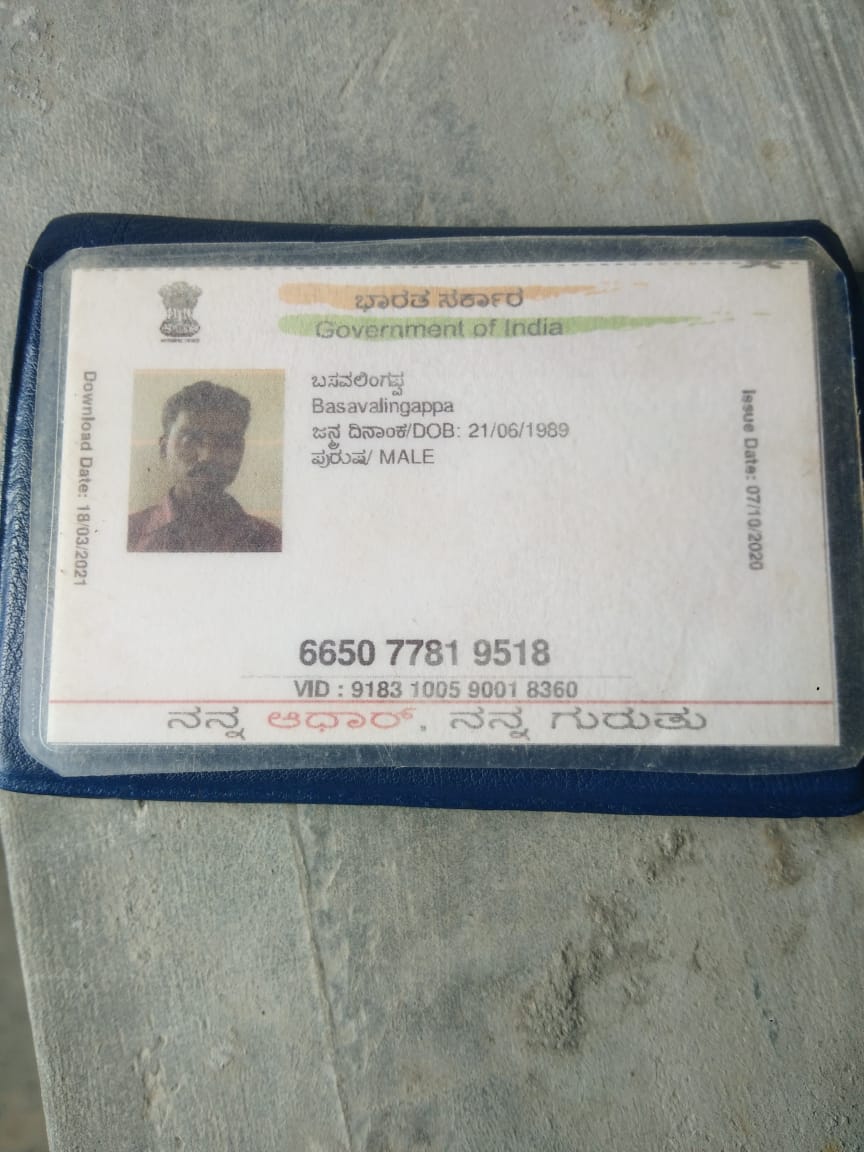 ಭಾರತ ಸರ್ಕಾರ
Government of India
ಬಸವಲಿಂಗಪ್ಪ
Basavalingappa
ಜನ್ಮ ದಿನಾಂಕ/DOB: 21/06/1989
ಪುರುಷ/ MALE
Download Date: 18/03/2021
Issue Date: 07/10/2020
6650 7781 9518
VID : 9183 1005 9001 8360
ನನ್ನ ಆಧಾರ್, ನನ್ನ ಗುರುತು